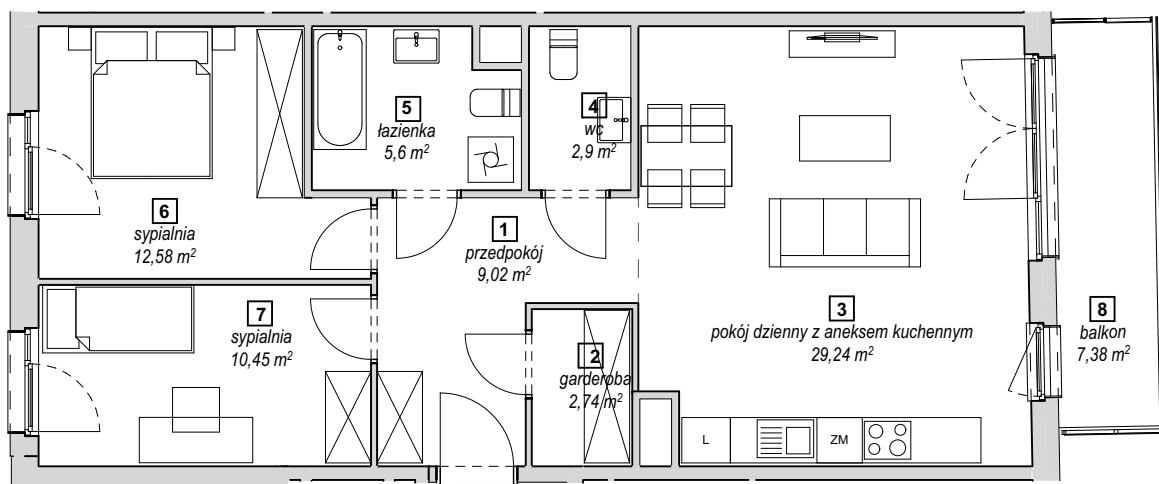 1
przedpokój
9,02 m²
2
garderoba
2,74 m²
3
pokój dzienny z aneksem kuchennym
29,24 m²
4
wc
2,9 m²
5
łazienka
5,6 m²
6
sypialnia
12,58 m²
7
sypialnia
10,45 m²
8
balkon
7,38 m²
L
ZM